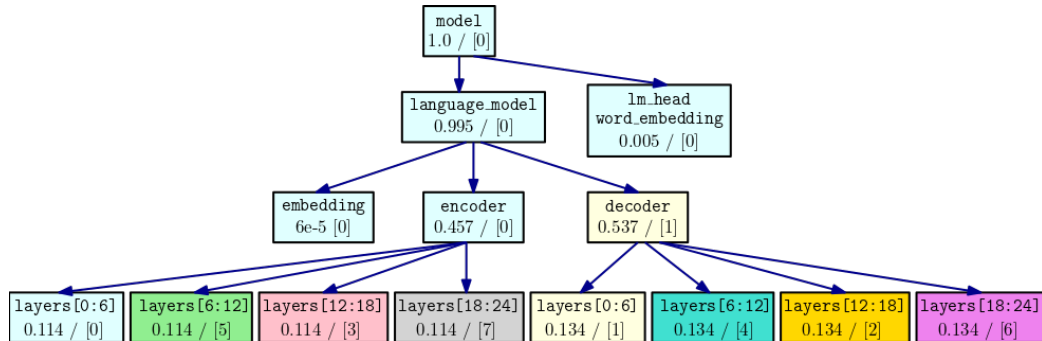 model
1.0 / [0]
language_model
0.995 / [0]
lm_head
word_embedding
0.005 / [0]
embedding
6e-5 [0]
encoder
0.457 / [0]
decoder
0.537 / [1]
layers[0:6]
0.114 / [0]
layers[6:12]
0.114 / [5]
layers[12:18]
0.114 / [3]
layers[18:24]
0.114 / [7]
layers[0:6]
0.134 / [1]
layers[6:12]
0.134 / [4]
layers[12:18]
0.134 / [2]
layers[18:24]
0.134 / [6]